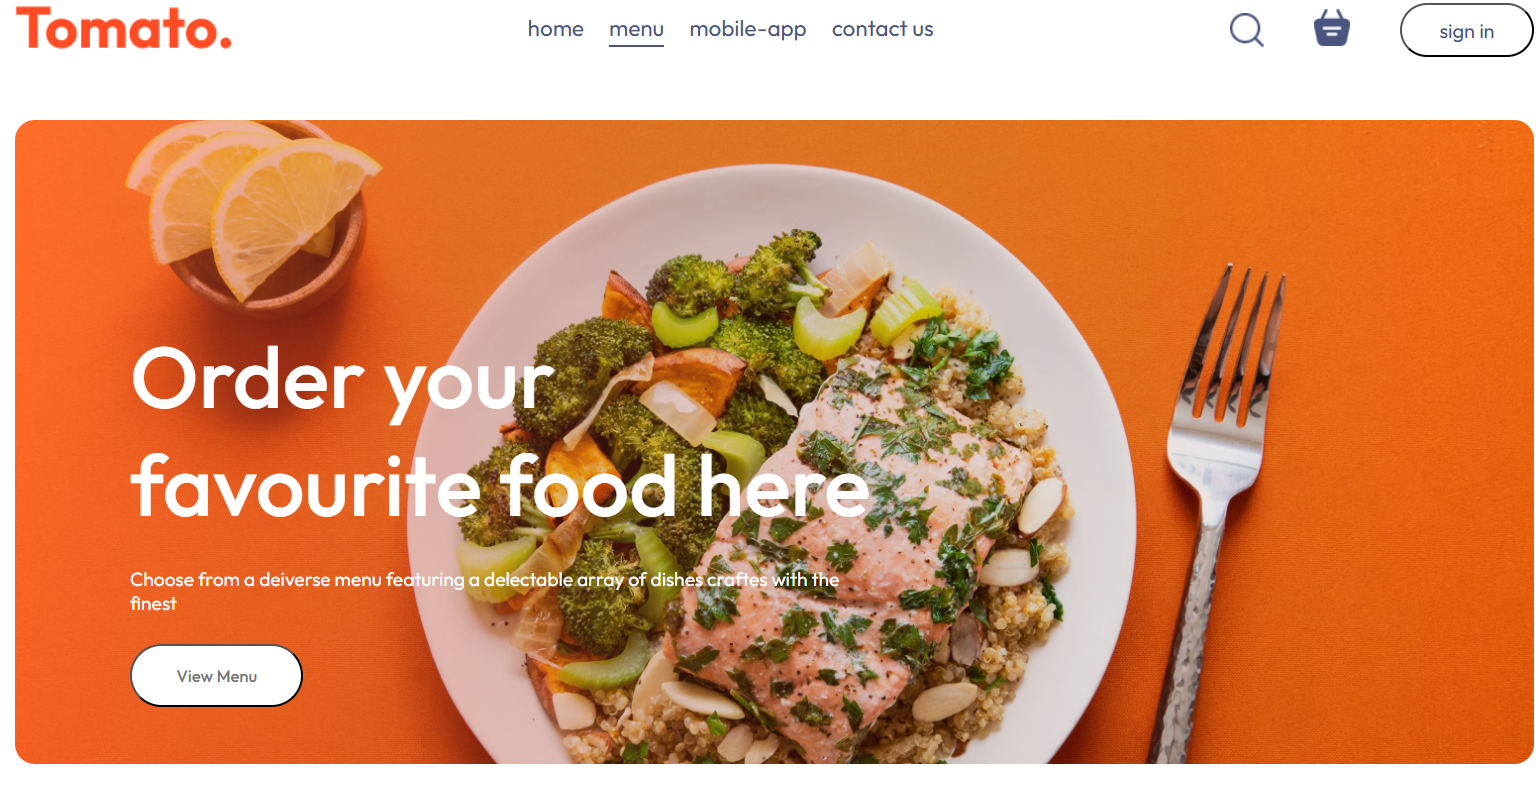 Tomato.
home menu mobile-app contact us
sign in
Order your
favourite food here
Choose from a deiverse menu featuring a delectable array of dishes craftes with the
finest
View Menu